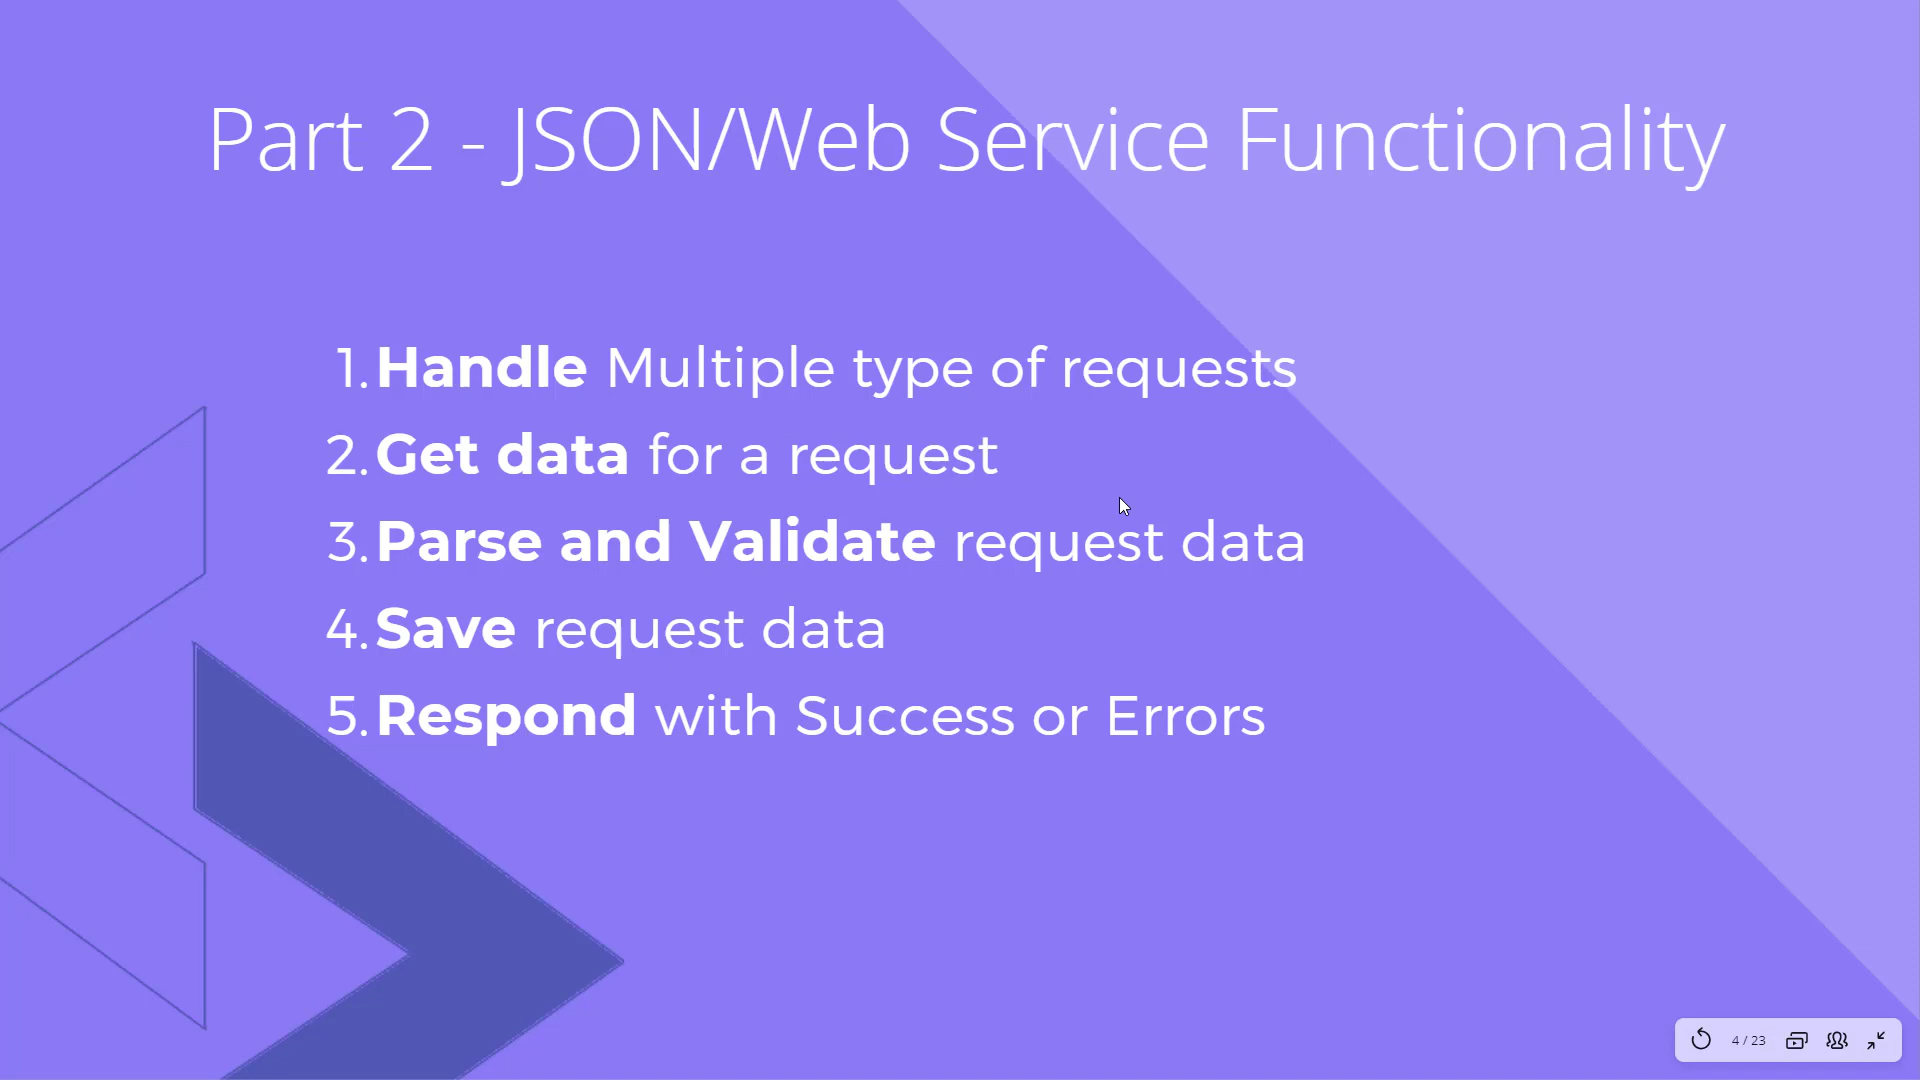 Part 2 - JSON/Web Service Functionality
1. Handle Multiple type of requests
2. Get data for a request
3. Parse and Validate request data
4. Save request data
5. Respond with Success or Errors
4 / 23